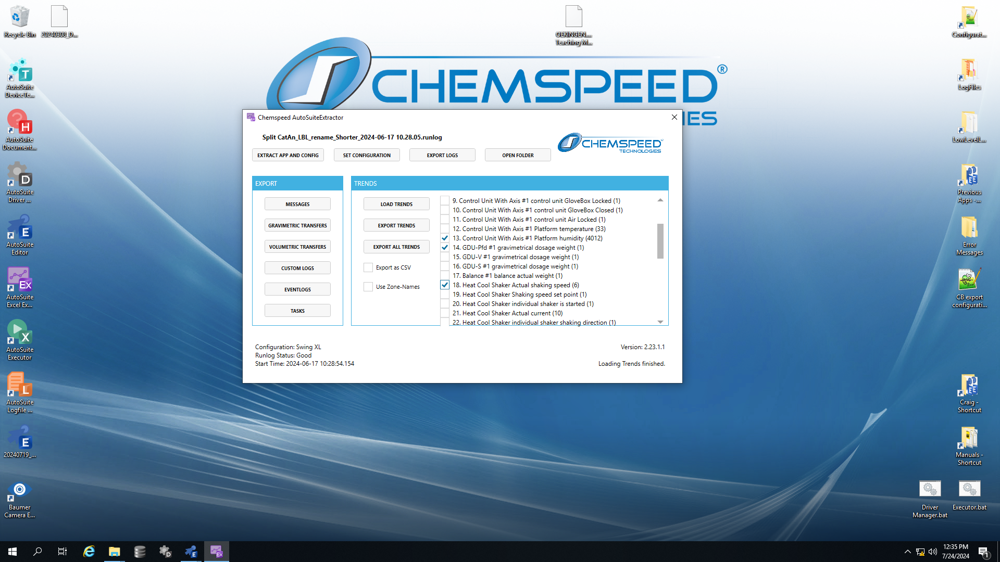 Recycle Bin
20240308_D...
OEKINGEN....
Teaching M...
Configurat...
CHEMSPEED®
IES
AutoSuite
DeviceTe...
AutoSuite
Document...
AutoSuite
Driver ...
AutoSuite
Editor
AutoSuite
Excel Ex...
AutoSuite
Executor
AutoSuite
Logfile ...
20240719_...
Baumer
Camera E...
Chemspeed AutoSuiteExtractor
Split CatAn_LBL_rename_Shorter_2024-06-17 10.28.05.runlog
CHEMSPEED®
TECHNOLOGIES
EXTRACT APP AND CONFIG
SET CONFIGURATION
EXPORT LOGS
OPEN FOLDER
EXPORT
MESSAGES
GRAVIMETRIC TRANSFERS
VOLUMETRIC TRANSFERS
CUSTOM LOGS
EVENTLOGS
TASKS
TRENDS
LOAD TRENDS
EXPORT TRENDS
EXPORT ALL TRENDS
Export as CSV
Use Zone-Names
9. Control Unit With Axis #1 control unit GloveBox Locked (1)
10. Control Unit With Axis #1 control unit GloveBox Closed (1)
11. Control Unit With Axis #1 control unit Air Locked (1)
12. Control Unit With Axis #1 Platform temperature (33)
13. Control Unit With Axis #1 Platform humidity (4012)
14. GDU-Pfd #1 gravimetrical dosage weight (1)
15. GDU-V #1 gravimetrical dosage weight (1)
16. GDU-S #1 gravimetrical dosage weight (1)
17. Balance #1 balance actual weight (1)
18. Heat Cool Shaker Actual shaking speed (6)
19. Heat Cool Shaker Shaking speed set point (1)
20. Heat Cool Shaker individual shaker is started (1)
21. Heat Cool Shaker Actual current (10)
22. Heat Cool Shaker individual shaker shaking direction (1)
Configuration: Swing XL
Runlog Status: Good
Start Time: 2024-06-17 10:28:54.154
Version: 2.23.1.1
Loading Trends finished.
LogFiles
LowLevelL...
Previous
Apps -...
Error
Messages
CB export
configurati...
Craig -
Shortcut
Manuals -
Shortcut
Driver
Manager.bat
Executor.bat
12:35 PM
7/24/2024
1